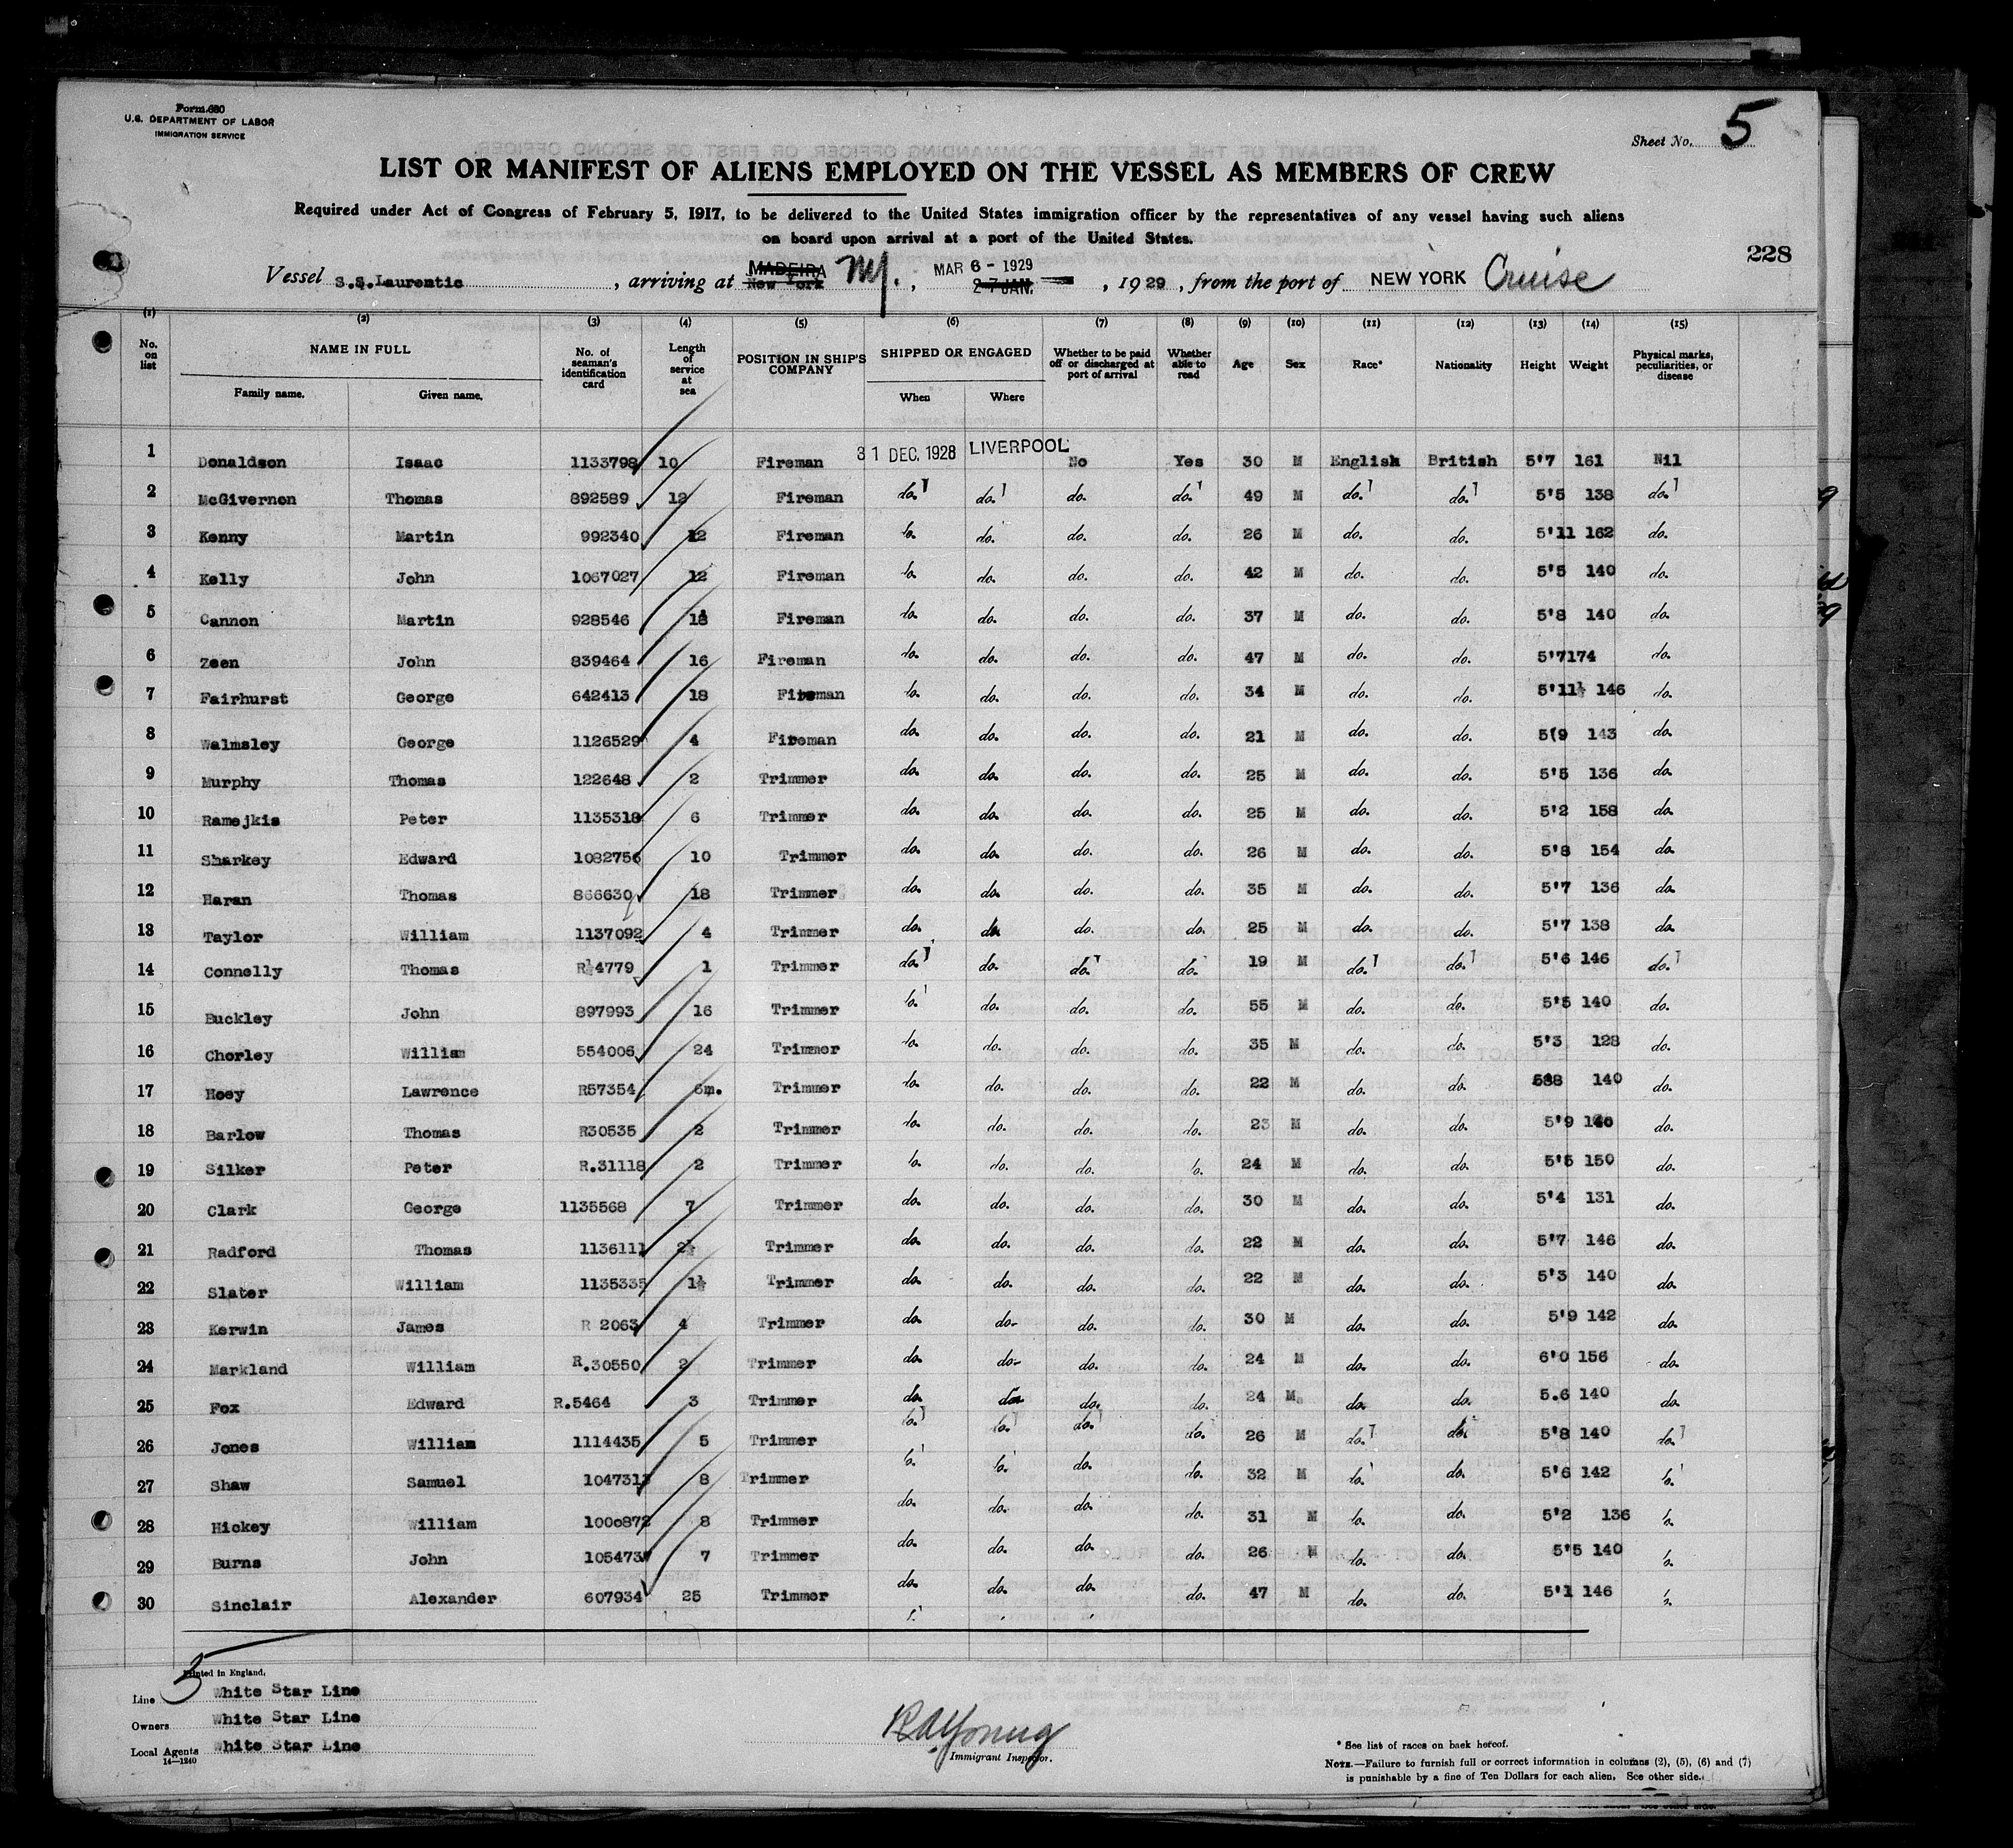 Form 680
U.S. DEPARTMENT OF LABOR
IMMIGRATION SERVICE
Sheet No. 5
LIST OR MANIFEST OF ALIENS EMPLOYED ON THE VESSEL AS MEMBERS OF CREW
Required under Act of Congress of February 5, 1917, to be delivered to the United States immigration officer by the representatives of any vessel having such aliens
on board upon arrival at a port of the United States.
228
Vessel S.S.Laurentic, arriving at MADEIRA New York NY., MAR 6 - 1929 27 JAN., 1929, from the port of NEW YORK Cruise
(1) (2) (3) (4) (5) (6) (7) (8) (9) (10) (11) (12) (13) (14) (15)
No. on list NAME IN FULL Family name. Given name. No. of seaman's identification card Length of service at sea POSITION IN SHIP'S COMPANY SHIPPED OR ENGAGED When Where Whether to be paid off or discharged at port of arrival Whether able to read Age Sex Race* Nationality Height Weight Physical marks, peculiarities, or disease
1 Donaldson Isaac 1133798 10 Fireman 31 DEC. 1928 LIVERPOOL No Yes 30 M English British 5'7 161 Nil
2 McGivernon Thomas 892589 12 Fireman do. do. do. do. 49 M do. do. 5'5 138 do.
3 Kenny Martin 992340 12 Fireman do. do. do. do. 26 M do. do. 5'11 162 do.
4 Kelly John 1067027 12 Fireman do. do. do. do. 42 M do. do. 5'5 140 do.
5 Cannon Martin 928546 Fireman do. do. do. do. 37 M do. do. 5'8 140 do.
6 Zeen John 839464 16 Fireman do. do. do. do. 47 M do. do. 5'7 174 do.
7 Fairhurst George 642413 18 Fireman do. do. do. do. 34 M do. do. 5'11½ 146 do.
8 Walmsley George 1126529 4 Fireman do. do. do. do. 21 M do. do. 5(9 143 do.
9 Murphy Thomas 122648 2 Trimmer do. do. do. do. 25 M do. do. 5'5 136 do.
10 Ramejkis Peter 1135318 6 Trimmer do. do. do. do. 25 M do. do. 5'2 158 do.
11 Sharkey Edward 1082756 10 Trimmer do. do. do. do. 26 M do. do. 5'8 154 do.
12 Haran Thomas 866630 18 Trimmer do. do. do. do. 35 M do. do. 5'7 136 do.
13 Taylor William 1137092 4 Trimmer do. do. do. do. 25 M do. do. 5'7 138 do.
14 Connolly Thomas 1 Trimmer do. do. do. do. 19 M do. do. 5'6 146 do.
15 Buckley John 897993 16 Trimmer do. do. do. do. 55 M do. do. 5'5 140 do.
16 Chorley William 554006 24 Trimmer do. do. do. do. 35 M do. do. 5'3 128 do.
17 Hoey Lawrence R57354 6m. Trimmer do. do. do. do. 22 M do. do. 140 do.
18 Barlow Thomas R30535 2 Trimmer do. do. do. do. 23 M do. do. 5'9 do.
19 Silker Peter R.31118 2 Trimmer do. do. do. do. 24 M do. do. 5'5 150 do.
20 Clark George 1135568 7 Trimmer do. do. do. do. 30 M do. do. 5'4 131 do.
21 Radford Thomas 1136111 2½ Trimmer do. do. do. do. 22 M do. do. 5'7 146 do.
22 Slater William 1135335 1½ Trimmer do. do. do. do. 22 M do. do. 5'3 140 do.
23 Kerwin James R 2063 4 Trimmer do. do. do. do. 30 M do. do. 5'9 142 do.
24 Markland William R.30550 2 Trimmer do. do. do. do. 24 M do. do. 6'0 156 do.
25 Fox Edward R.5464 3 Trimmer do. do. do. do. 24 M. do. do. 5.6 140 do.
26 Jones William 1114435 5 Trimmer do. do. do. do. 26 M do. do. 5'8 140 do.
27 Shaw Samuel 8 Trimmer do. do. do. do. 32 M do. do. 5'6 142 do.
28 Hickey William 1000872 8 Trimmer do. do. do. do. 31 M do. do. 5'2 136 do.
29 Burns John 7 Trimmer do. do. do. do. 26 M do. do. 5'5 140 do.
30 Sinclair Alexander 607934 25 Trimmer do. do. do. do. 47 M do. do. 5'1 146 do.
5
Printed in England.
Line White Star Line
Owners White Star Line
Local Agents White Star Line
14—1240
RA Young
Immigrant Inspector.
* See list of races on back hereof.
NOTE.—Failure to furnish full or correct information in columns (2), (5), (6) and (7)
is punishable by a fine of Ten Dollars for each alien. See other side.